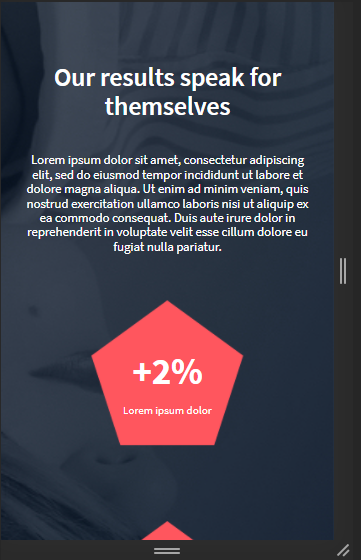 Our results speak for
themselves
Lorem ipsum dolor sit amet, consectetur adipiscing
elit, sed do eiusmod tempor incididunt ut labore et
dolore magna aliqua. Ut enim ad minim veniam, quis
nostrud exercitation ullamco laboris nisi ut aliquip ex
ea commodo consequat. Duis aute irure dolor in
reprehenderit in voluptate velit esse cillum dolore eu
fugiat nulla pariatur.
+2%
Lorem ipsum dolor